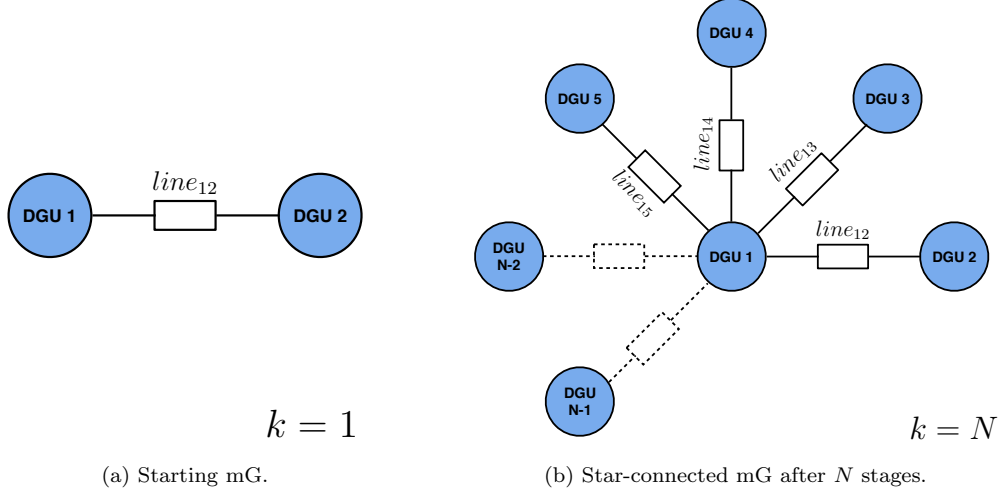 DGU 1
line₁₂
DGU 2
k = 1
(a) Starting mG.
DGU 4
DGU 5
DGU 3
line₁₄
line₁₃
line₁₅
DGU
N-2
DGU 1
line₁₂
DGU 2
DGU
N-1
k = N
(b) Star-connected mG after N stages.